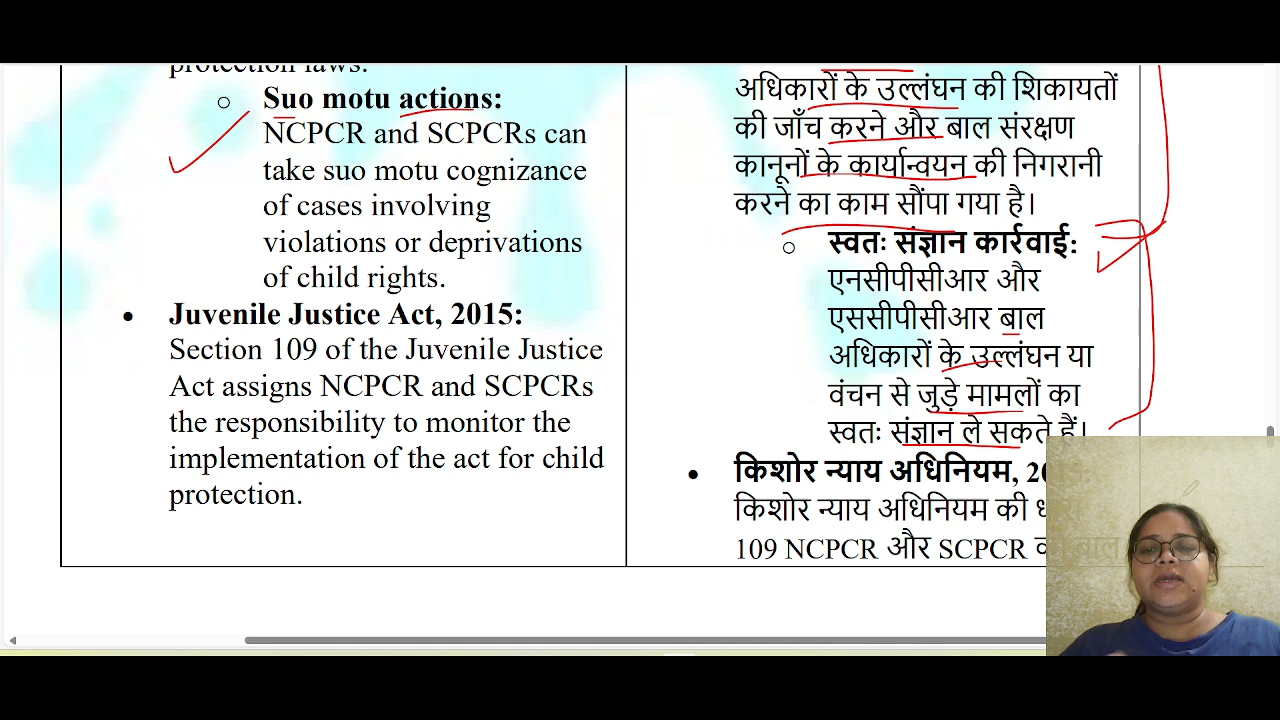 protection laws.
Suo motu actions:
NCPCR and SCPCRs can
take suo motu cognizance
of cases involving
violations or deprivations
of child rights.
Juvenile Justice Act, 2015:
Section 109 of the Juvenile Justice
Act assigns NCPCR and SCPCRs
the responsibility to monitor the
implementation of the act for child
protection.
अधिकारों के उल्लंघन की शिकायतों
की जाँच करने और बाल संरक्षण
कानूनों के कार्यान्वयन की निगरानी
करने का काम सौंपा गया है।
स्वतः संज्ञान कार्रवाई:
एनसीपीसीआर और
एससीपीसीआर बाल
अधिकारों के उल्लंघन या
वंचन से जुड़े मामलों का
स्वतः संज्ञान ले सकते हैं।
किशोर न्याय अधिनियम,
किशोर न्याय अधिनियम की
109 NCPCR और SCPCR